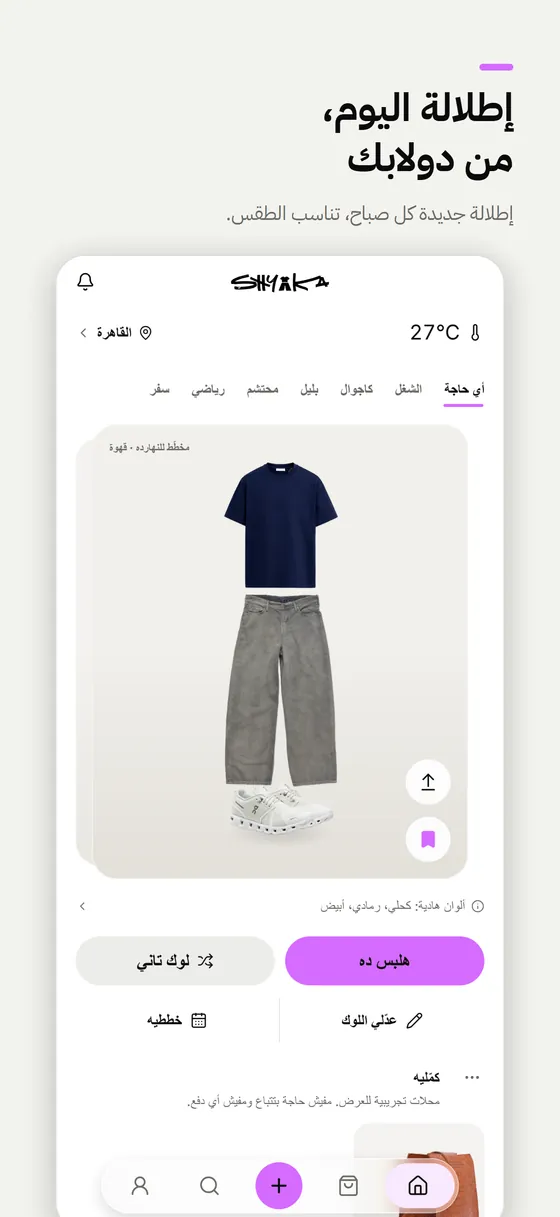 إطلالة اليوم،
من دولابك
إطلالة جديدة كل صباح، تناسب الطقس.
SHYAKA
27°C
القاهرة
أي حاجة
الشغل
كاجوال
بليل
محتشم
رياضي
سفر
مخطّط للنهارده · قهوة
ألوان هادية: كحلي، رمادي، أبيض
هلبس ده
لوك تاني
عدّلي اللوك
خططيه
كمّليه
محلات تجريبية للعرض. مفيش حاجة بتتباع ومفيش أي دفع.